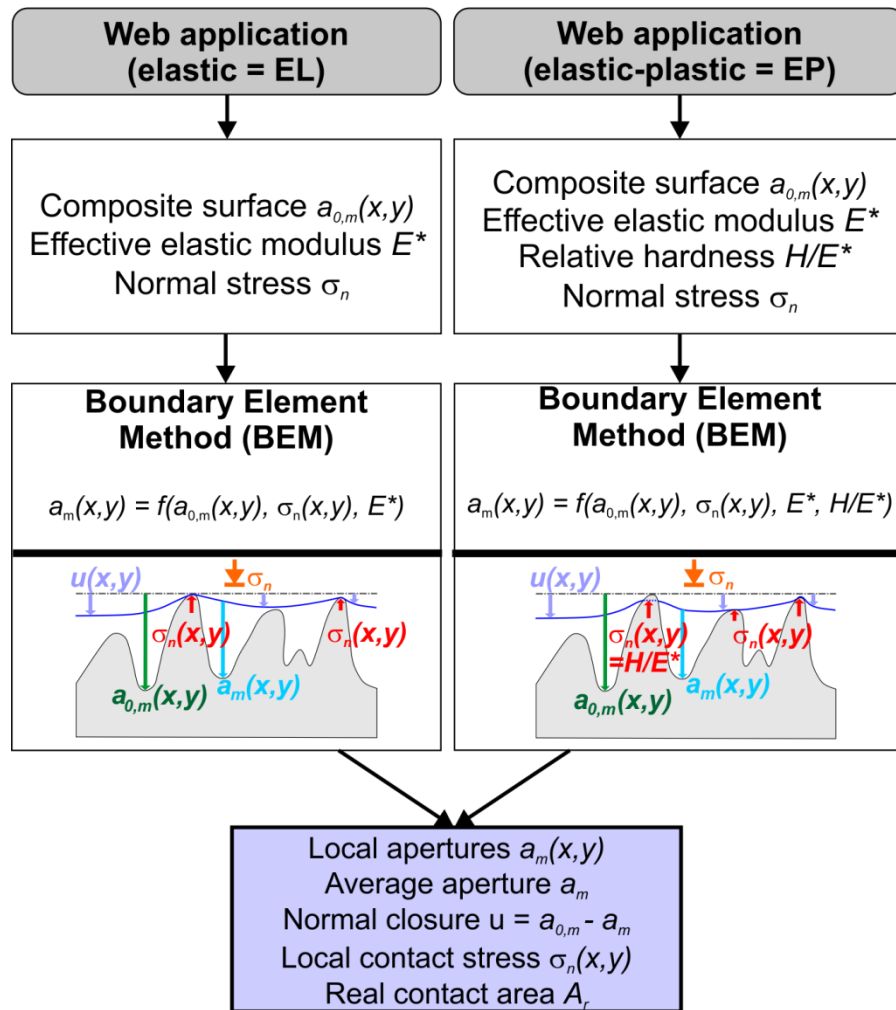 Web application
(elastic = EL)
Web application
(elastic-plastic = EP)
Composite surface a0,m(x,y)
Effective elastic modulus E*
Normal stress σn
Composite surface a0,m(x,y)
Effective elastic modulus E*
Relative hardness H/E*
Normal stress σn
Boundary Element
Method (BEM)
am(x,y) = f(a0,m(x,y), σn(x,y), E*)
u(x,y)
σn
σn(x,y)
σn(x,y)
am(x,y)
a0,m(x,y)
Boundary Element
Method (BEM)
am(x,y) = f(a0,m(x,y), σn(x,y), E*, H/E*)
u(x,y)
σn
σn(x,y)
=H/E*
σn(x,y)
am(x,y)
a0,m(x,y)
Local apertures am(x,y)
Average aperture am
Normal closure u = a0,m - am
Local contact stress σn(x,y)
Real contact area Ar